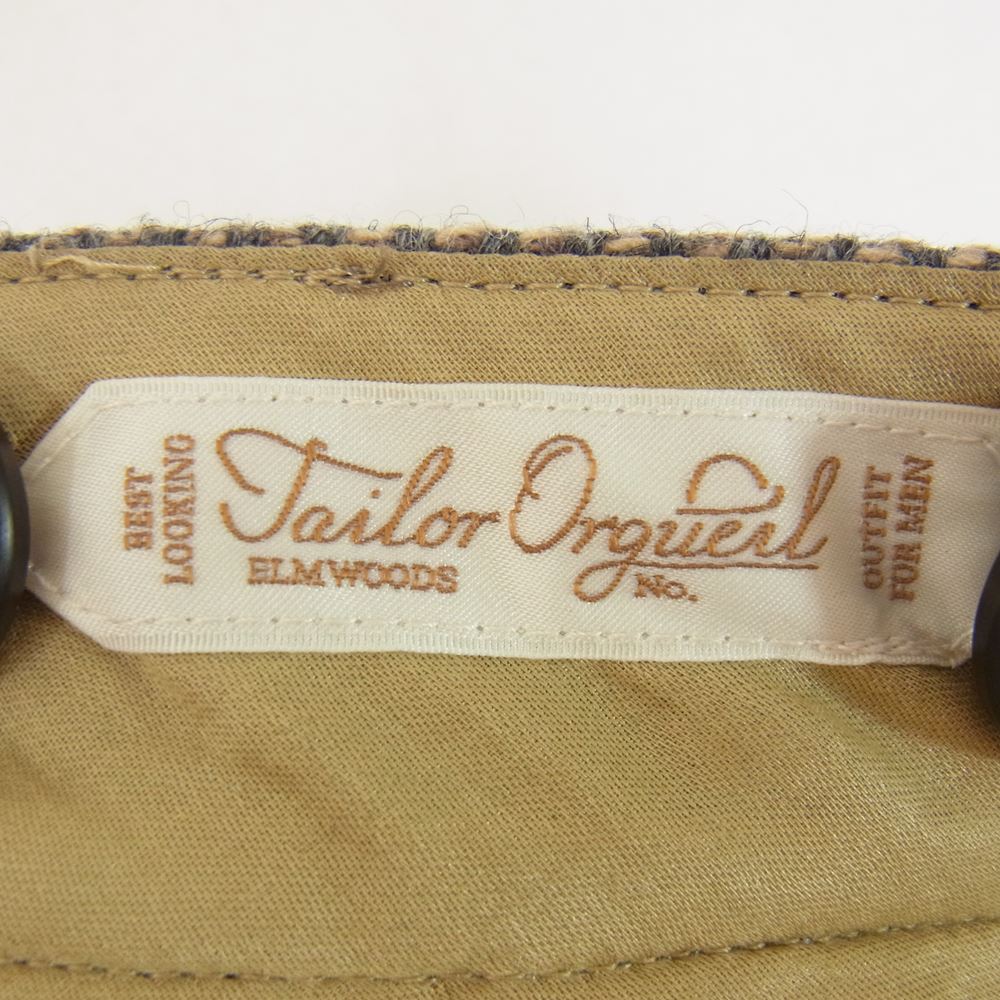 BEST
LOOKING
Tailor Orgueil
ELMWOODS
No.
OUTFIT
FOR MEN